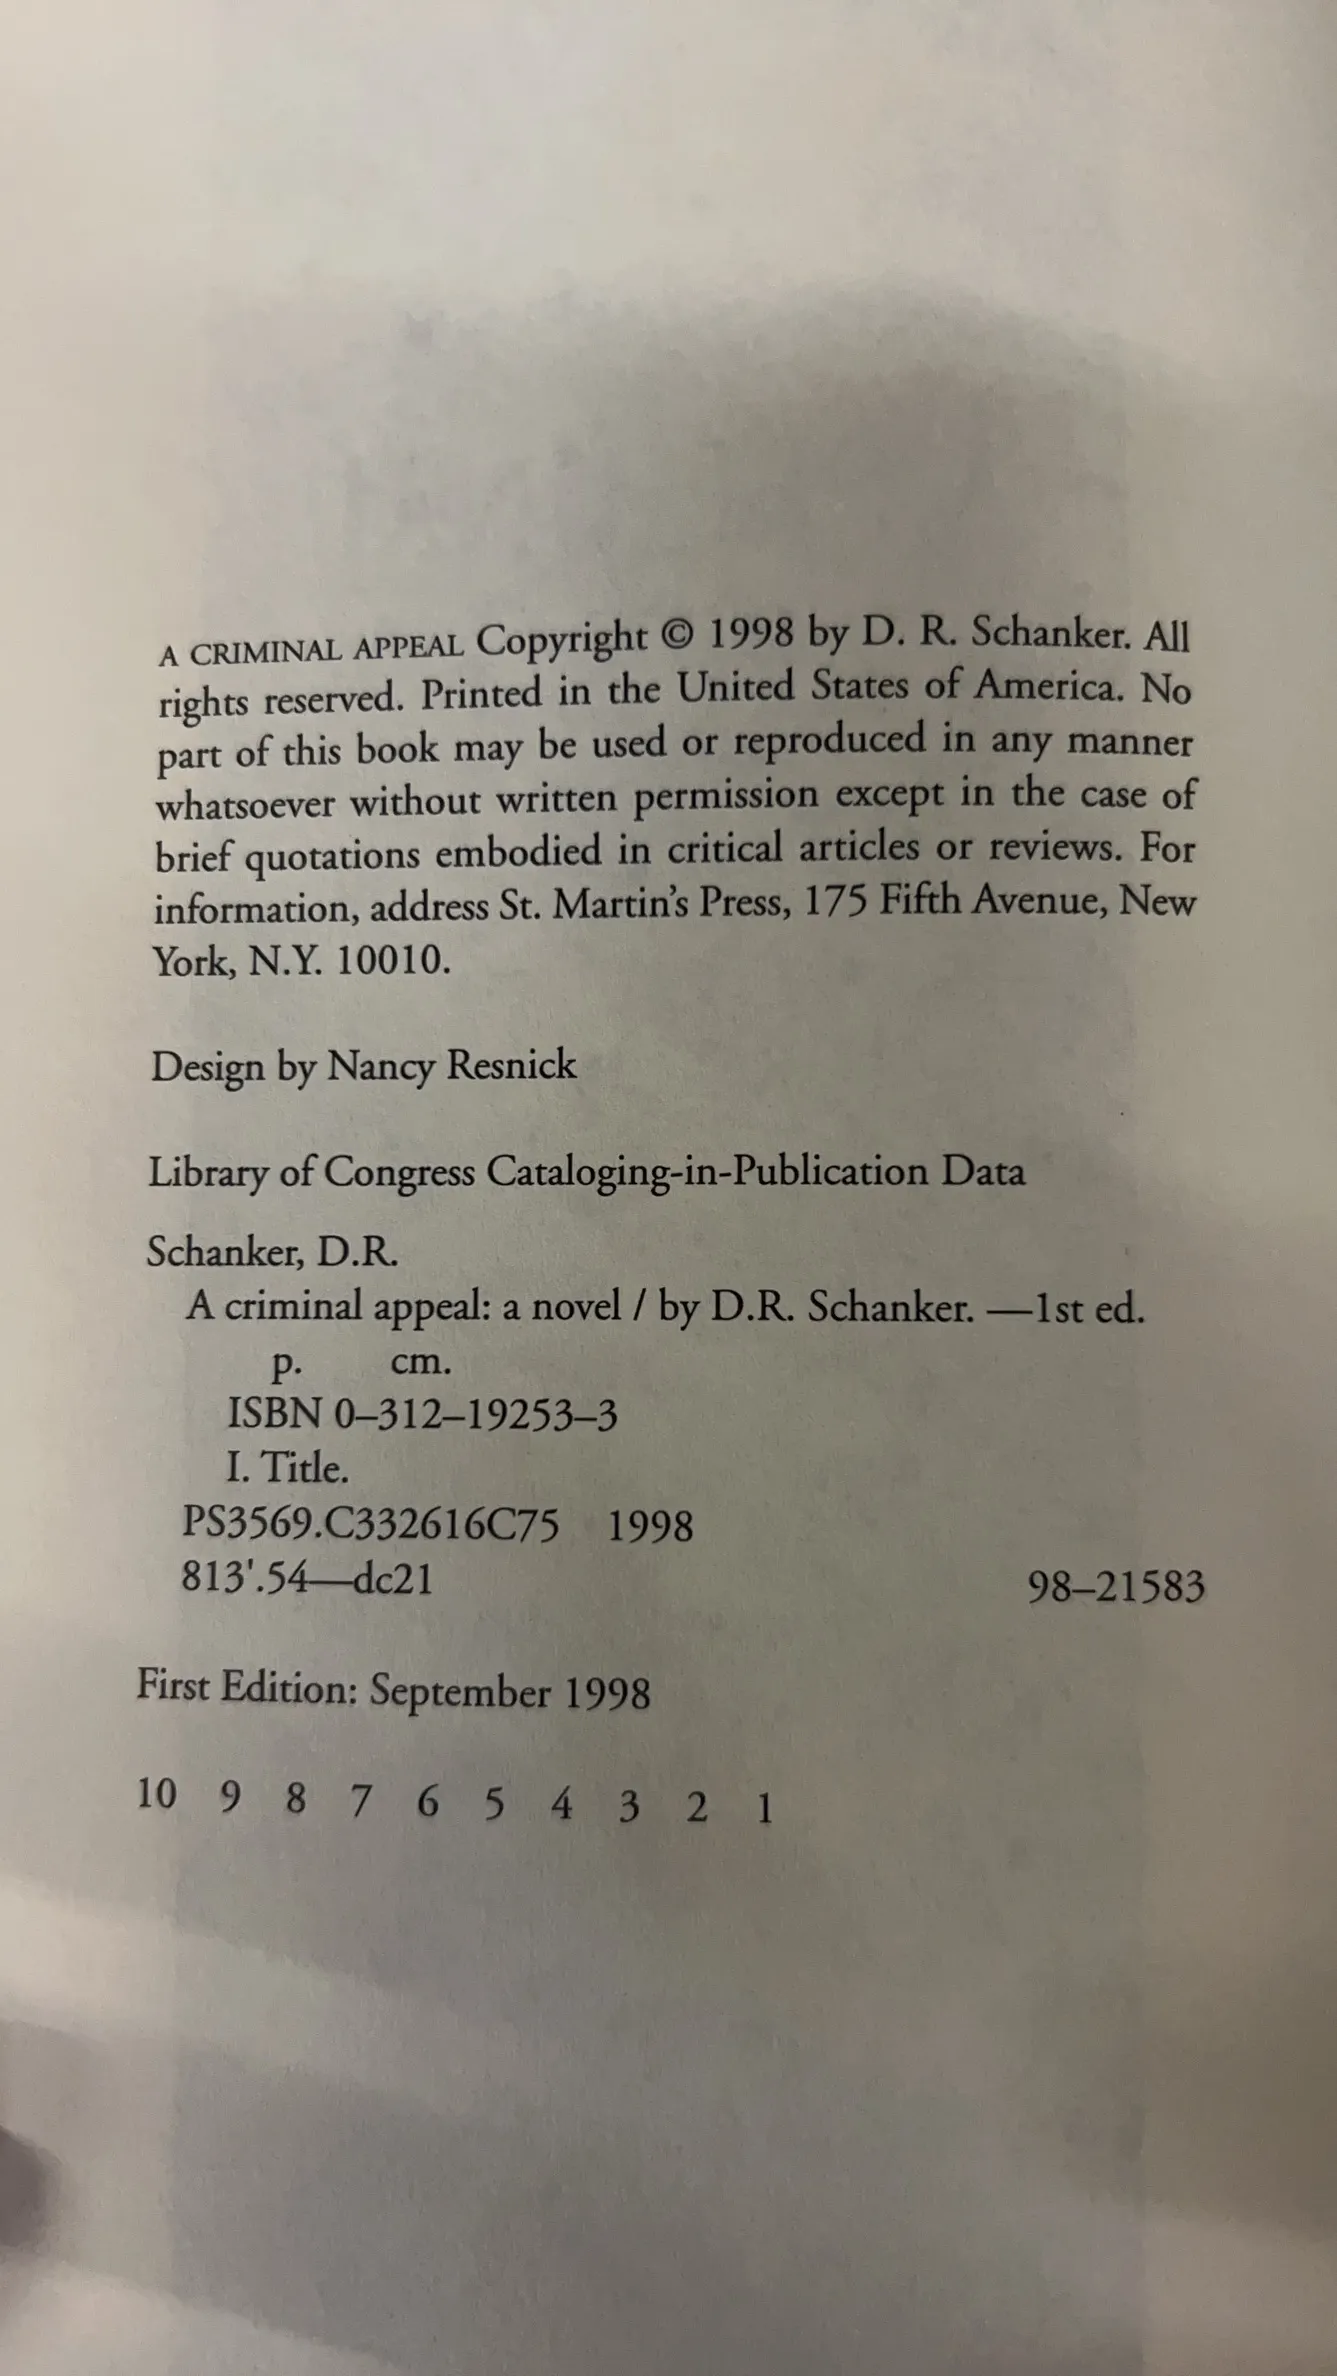 A CRIMINAL APPEAL Copyright © 1998 by D. R. Schanker. All
rights reserved. Printed in the United States of America. No
part of this book may be used or reproduced in any manner
whatsoever without written permission except in the case of
brief quotations embodied in critical articles or reviews. For
information, address St. Martin's Press, 175 Fifth Avenue, New
York, N.Y. 10010.
Design by Nancy Resnick
Library of Congress Cataloging-in-Publication Data
Schanker, D.R.
A criminal appeal: a novel / by D.R. Schanker. —1st ed.
p. cm.
ISBN 0–312–19253–3
I. Title.
PS3569.C332616C75 1998
813'.54—dc21 98–21583
First Edition: September 1998
10 9 8 7 6 5 4 3 2 1